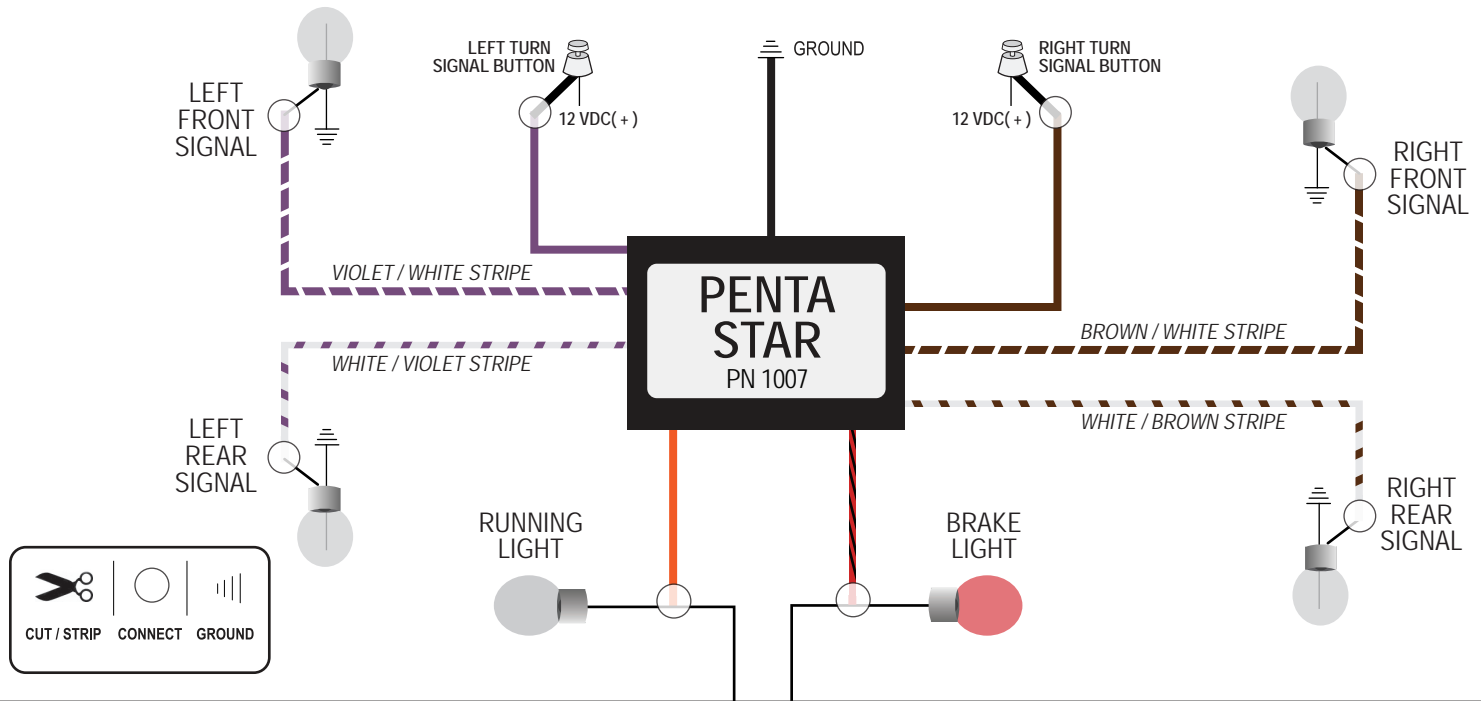 LEFT TURN
SIGNAL BUTTON
12 VDC( + )
GROUND
RIGHT TURN
SIGNAL BUTTON
12 VDC( + )
LEFT
FRONT
SIGNAL
RIGHT
FRONT
SIGNAL
VIOLET / WHITE STRIPE
WHITE / VIOLET STRIPE
PENTA
STAR
PN 1007
BROWN / WHITE STRIPE
WHITE / BROWN STRIPE
LEFT
REAR
SIGNAL
RIGHT
REAR
SIGNAL
RUNNING
LIGHT
BRAKE
LIGHT
CUT / STRIP
CONNECT
GROUND